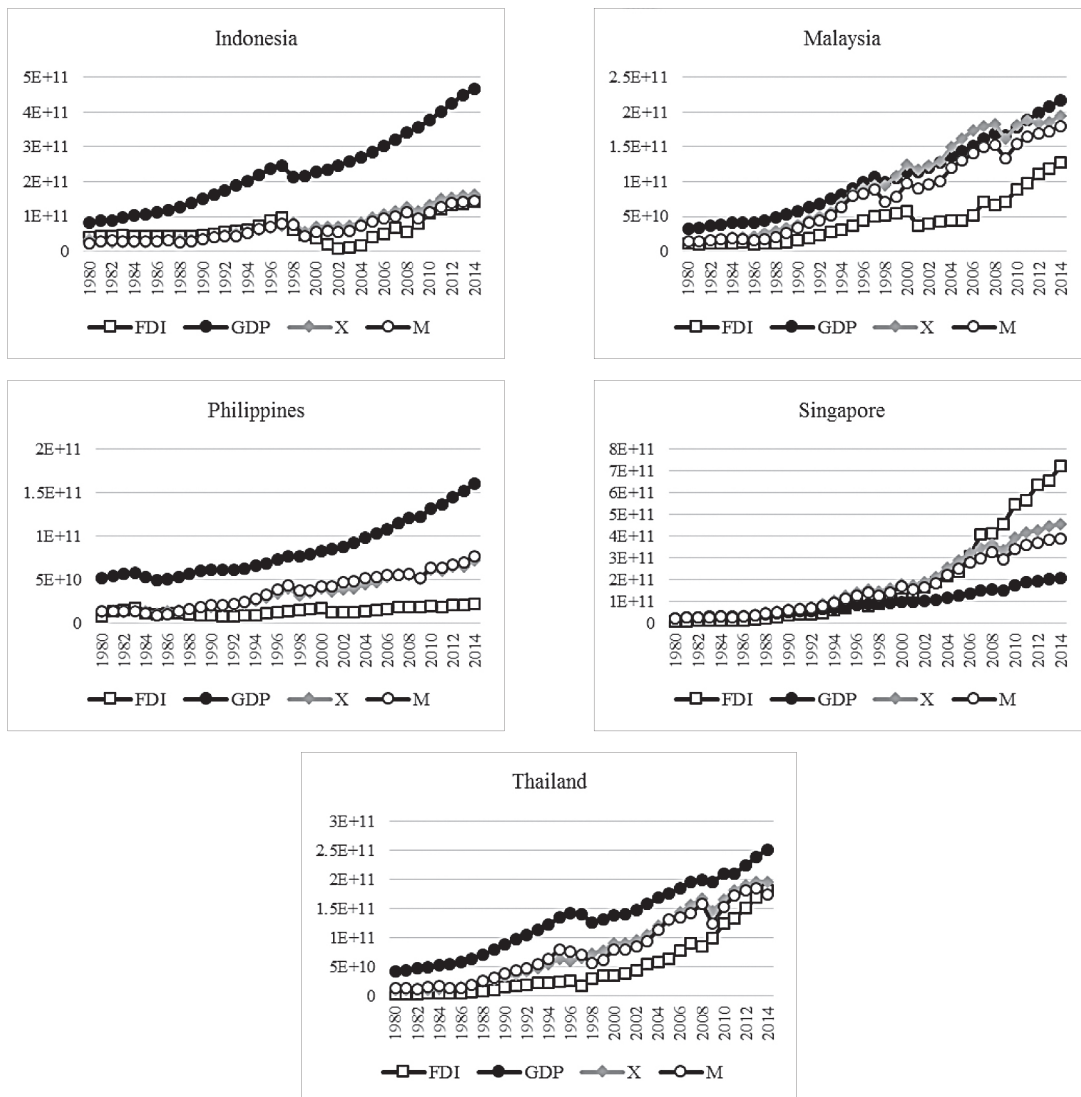 Indonesia
5E+11
4E+11
3E+11
2E+11
1E+11
0
1980 1982 1984 1986 1988 1990 1992 1994 1996 1998 2000 2002 2004 2006 2008 2010 2012 2014
FDI GDP X M
Malaysia
2.5E+11
2E+11
1.5E+11
1E+11
5E+10
0
1980 1982 1984 1986 1988 1990 1992 1994 1996 1998 2000 2002 2004 2006 2008 2010 2012 2014
FDI GDP X M
Philippines
2E+11
1.5E+11
1E+11
5E+10
0
1980 1982 1984 1986 1988 1990 1992 1994 1996 1998 2000 2002 2004 2006 2008 2010 2012 2014
FDI GDP X M
Singapore
8E+11
7E+11
6E+11
5E+11
4E+11
3E+11
2E+11
1E+11
0
1980 1982 1984 1986 1988 1990 1992 1994 1996 1998 2000 2002 2004 2006 2008 2010 2012 2014
FDI GDP X M
Thailand
3E+11
2.5E+11
2E+11
1.5E+11
1E+11
5E+10
0
1980 1982 1984 1986 1988 1990 1992 1994 1996 1998 2000 2002 2004 2006 2008 2010 2012 2014
FDI GDP X M